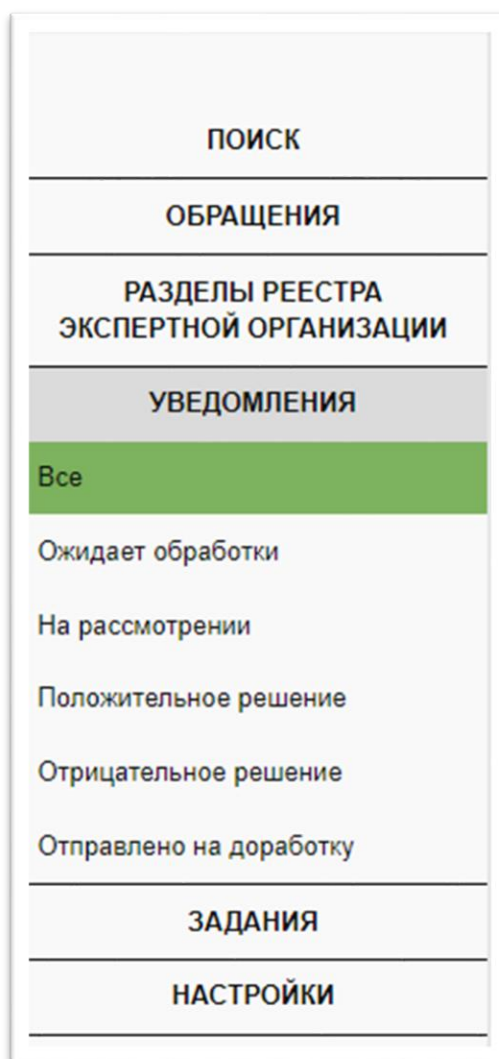 ПОИСК
ОБРАЩЕНИЯ
РАЗДЕЛЫ РЕЕСТРА
ЭКСПЕРТНОЙ ОРГАНИЗАЦИИ
УВЕДОМЛЕНИЯ
Все
Ожидает обработки
На рассмотрении
Положительное решение
Отрицательное решение
Отправлено на доработку
ЗАДАНИЯ
НАСТРОЙКИ